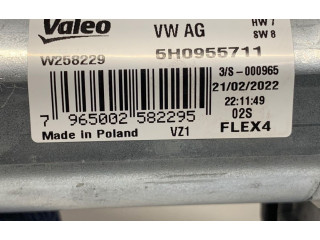 Valeo VW AG HW 7
SW 8
W258229 5H0955711
3/S -000965
21/02/2022
22:11:49
02S
7 965002 582295
Made in Poland VZ1 FLEX4